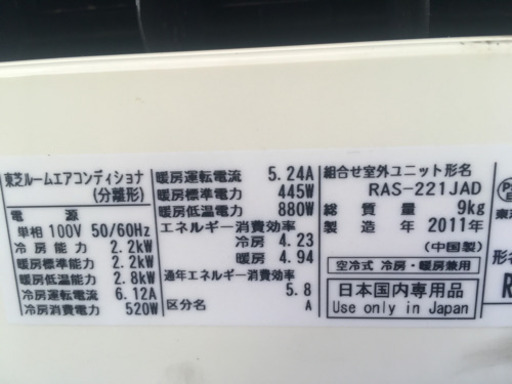 東芝ルームエアコンディショナ
(分離形)
電 源
単相 100V 50/60Hz
冷房能力 2.2kW
暖房標準能力 2.2kW
暖房低温能力 2.8kW
冷房運転電流 6.12A
冷房消費電力 520W
暖房運転電流 5.24A
暖房標準電力 445W
暖房低温電力 880W
エネルギー消費効率
冷房 4.23
暖房 4.94
通年エネルギー消費効率
5.8
区分名 A
組合せ室外ユニット形名
RAS-221JAD
総質量 9kg
製造年 2011年
(中国製)
空冷式 冷房・暖房兼用
日本国内専用品
Use only in Japan